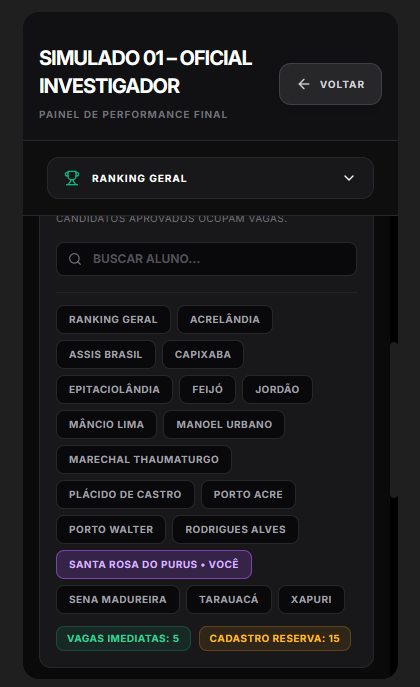 SIMULADO 01 – OFICIAL
INVESTIGADOR
PAINEL DE PERFORMANCE FINAL
VOLTAR
RANKING GERAL
CANDIDATOS APROVADOS OCUPAM VAGAS.
BUSCAR ALUNO...
RANKING GERAL
ACRELÂNDIA
ASSIS BRASIL
CAPIXABA
EPITACIOLÂNDIA
FEIJÓ
JORDÃO
MÂNCIO LIMA
MANOEL URBANO
MARECHAL THAUMATURGO
PLÁCIDO DE CASTRO
PORTO ACRE
PORTO WALTER
RODRIGUES ALVES
SANTA ROSA DO PURUS • VOCÊ
SENA MADUREIRA
TARAUACÁ
XAPURI
VAGAS IMEDIATAS: 5
CADASTRO RESERVA: 15